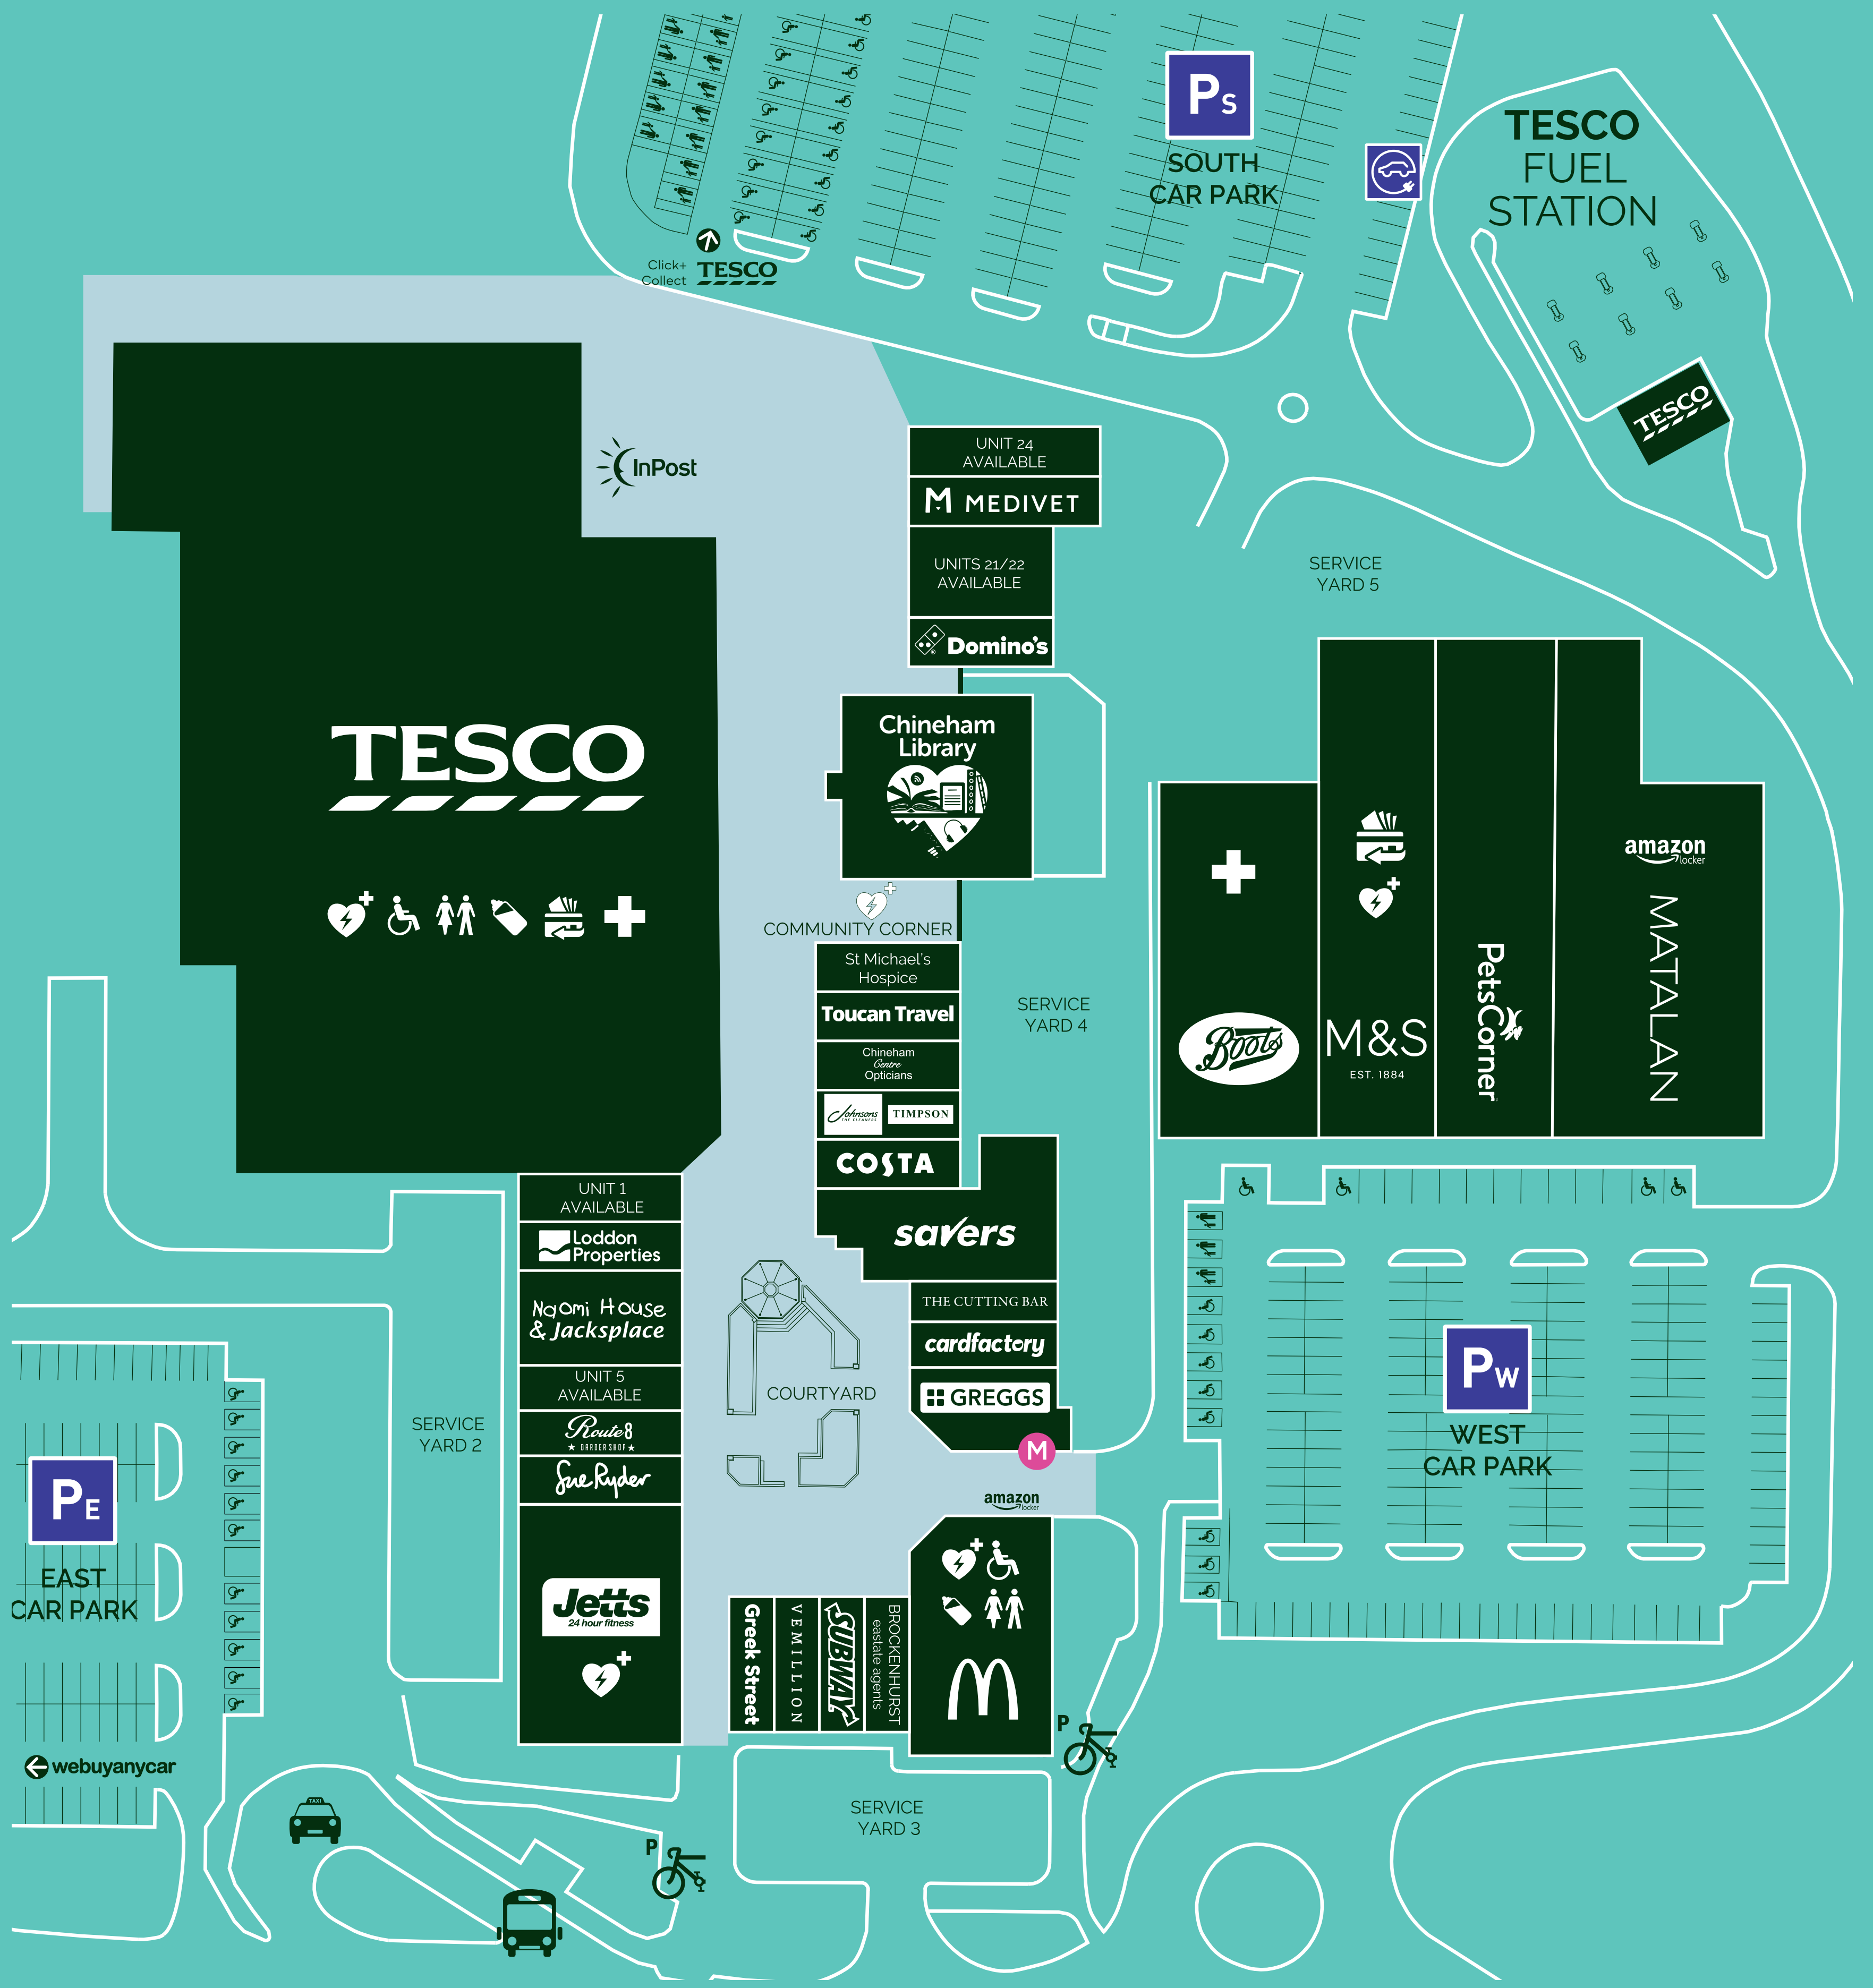 PS
SOUTH
CAR PARK
TESCO
FUEL
STATION
Click+
Collect
TESCO
TESCO
InPost
UNIT 24
AVAILABLE
M MEDIVET
UNITS 21/22
AVAILABLE
Domino's
SERVICE
YARD 5
TESCO
Chineham
Library
COMMUNITY CORNER
St Michael's
Hospice
Toucan Travel
Chineham
Centre
Opticians
Johnsons
THE CLEANERS
TIMPSON
COSTA
savers
SERVICE
YARD 4
Boots
M&S
EST. 1884
PetsCorner
amazon
locker
MATALAN
UNIT 1
AVAILABLE
Loddon
Properties
Naomi House
& Jacksplace
UNIT 5
AVAILABLE
Route 8
BARBER SHOP
Sue Ryder
Jetts
24 hour fitness
SERVICE
YARD 2
COURTYARD
THE CUTTING BAR
cardfactory
GREGGS
M
amazon
locker
Greek Street
VEMILLION
SUBWAY
BROCKENHURST
eastate agents
M
PW
WEST
CAR PARK
PE
EAST
CAR PARK
webuyanycar
TAXI
P
P
SERVICE
YARD 3